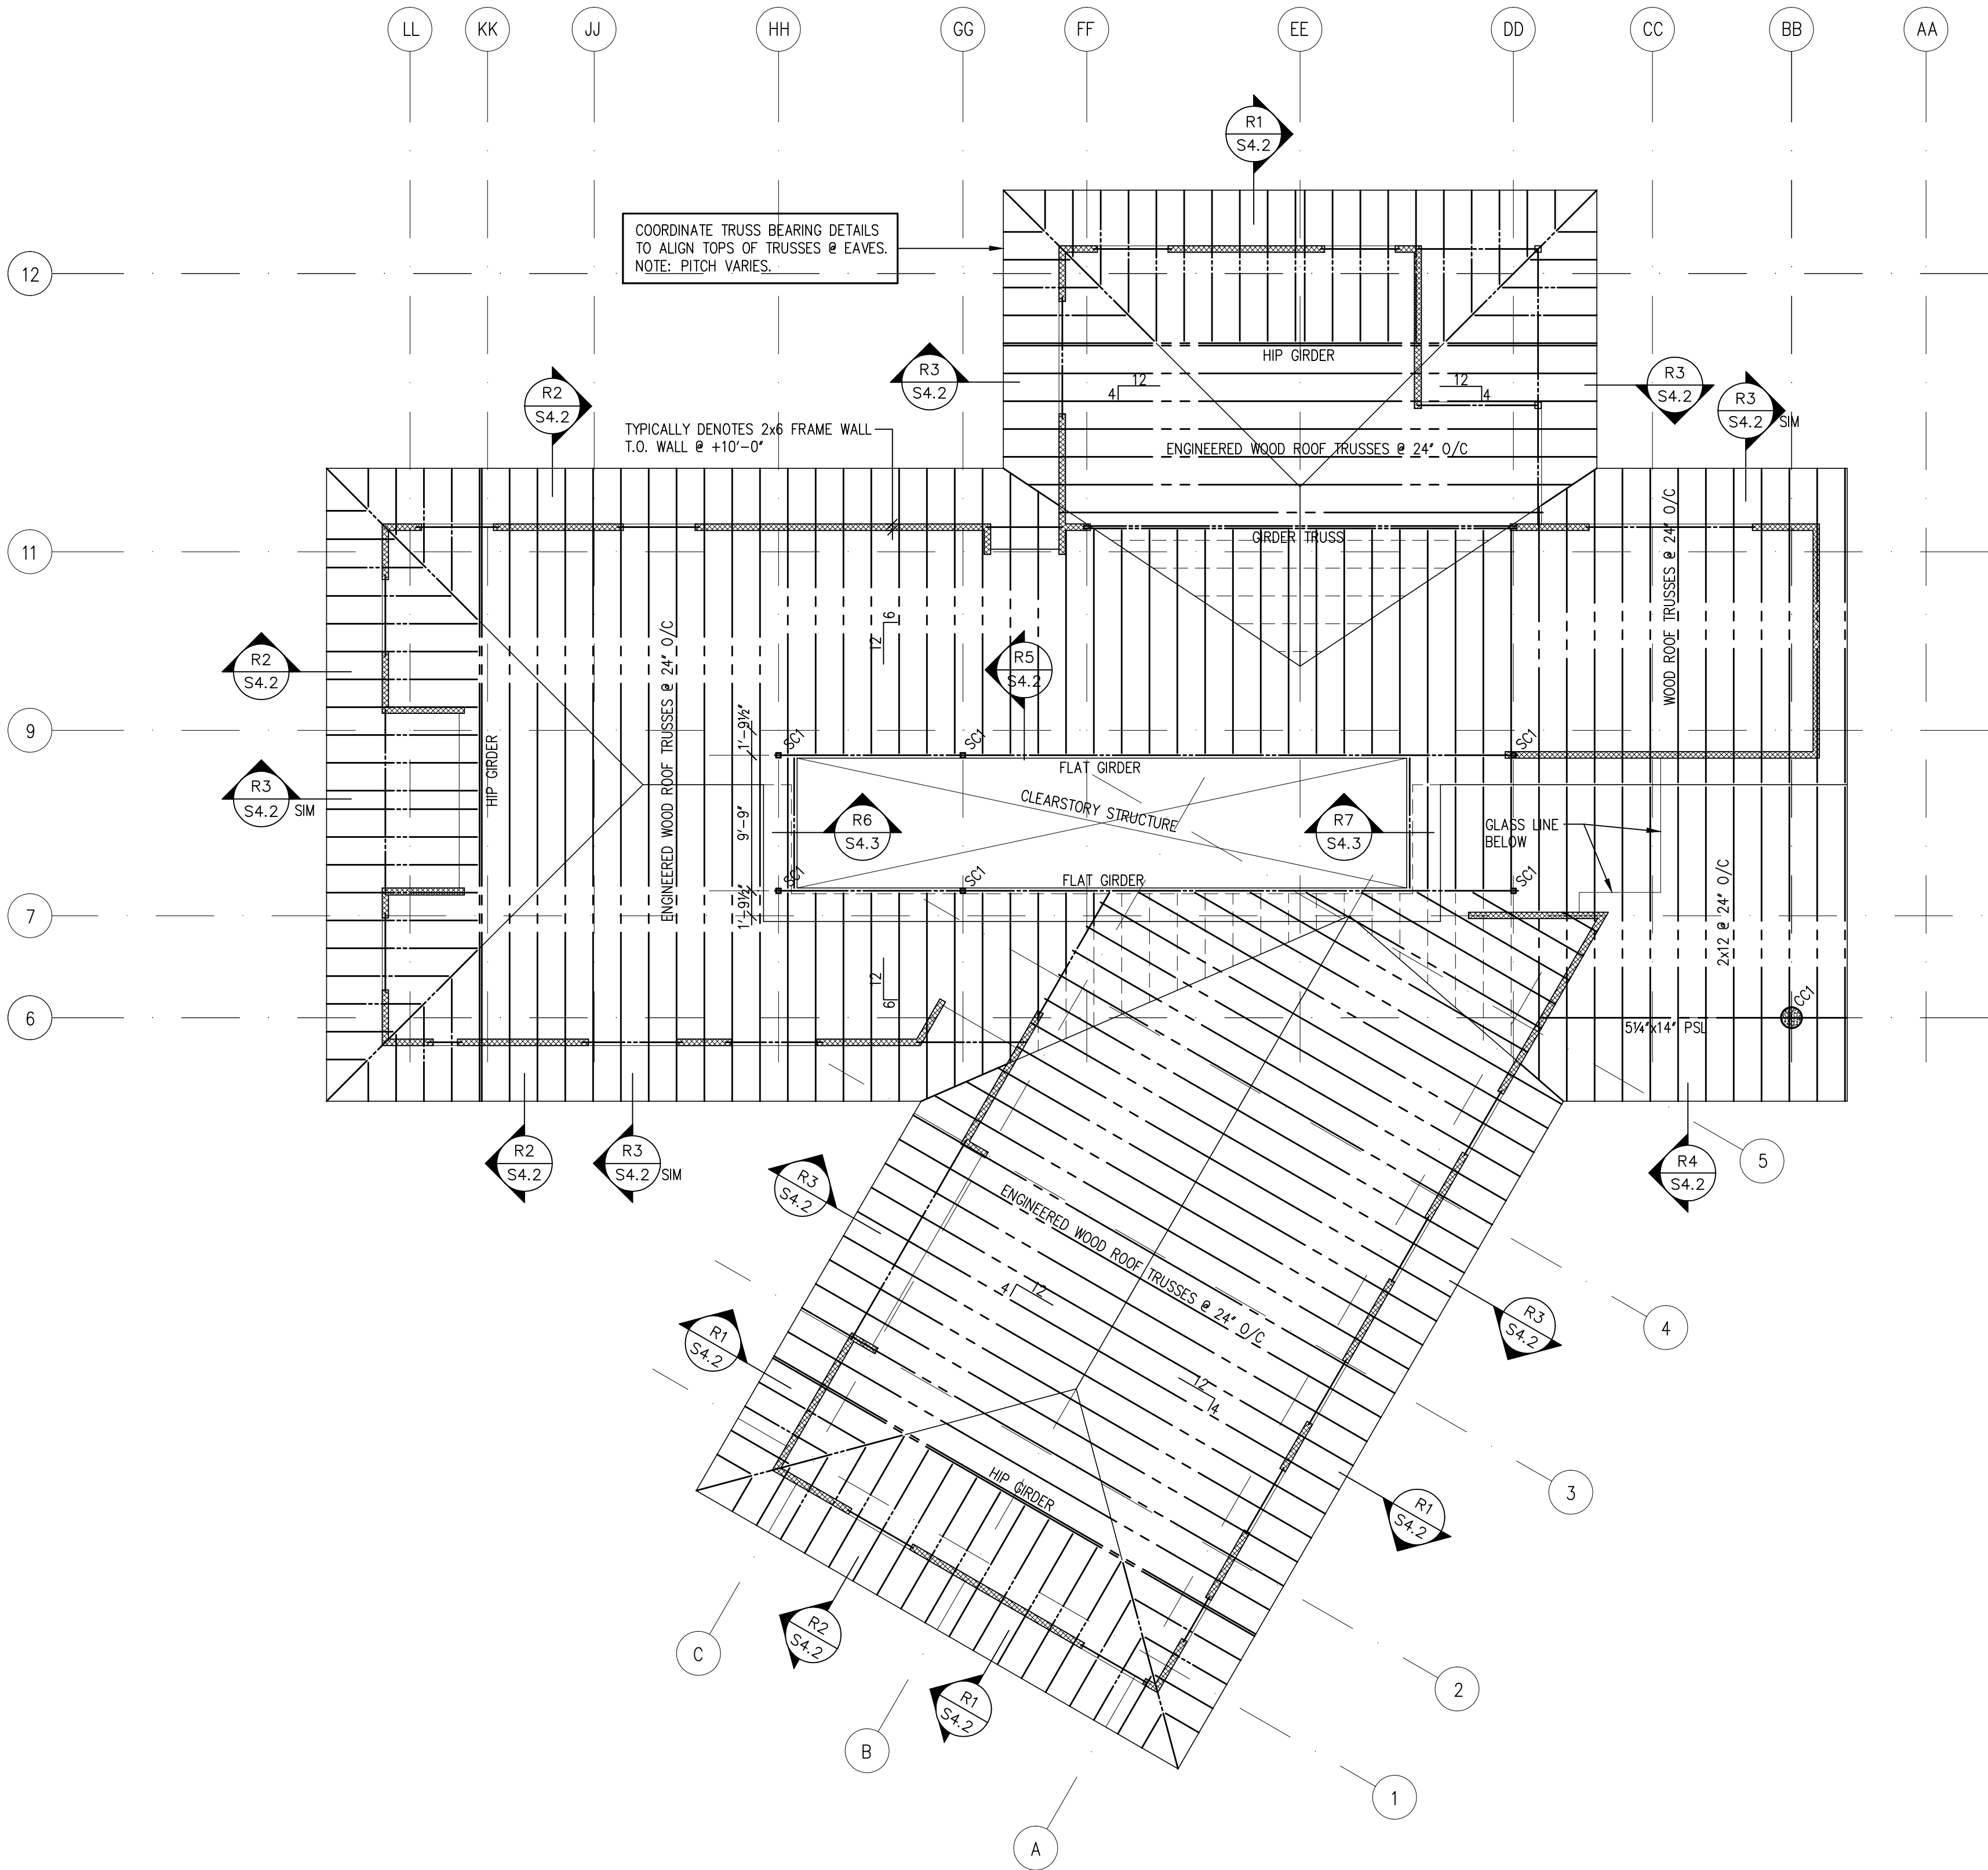 LL
KK
JJ
HH
GG
FF
EE
DD
CC
BB
AA
R1
S4.2
COORDINATE TRUSS BEARING DETAILS
TO ALIGN TOPS OF TRUSSES @ EAVES.
NOTE: PITCH VARIES.
12
HIP GIRDER
R3
S4.2
12
4
12
4
R3
S4.2
R3
S4.2
SIM
R2
S4.2
TYPICALLY DENOTES 2x6 FRAME WALL
T.O. WALL @ +10'-0"
ENGINEERED WOOD ROOF TRUSSES @ 24" O/C
11
GIRDER TRUSS
WOOD ROOF TRUSSES @ 24" O/C
12
6
R2
S4.2
R5
S4.2
ENGINEERED WOOD ROOF TRUSSES @ 24" O/C
9
1'-9½"
SC1
SC1
SC1
HIP GIRDER
FLAT GIRDER
R3
S4.2
SIM
CLEARSTORY STRUCTURE
9'-9"
R6
S4.3
R7
S4.3
GLASS LINE
BELOW
SC1
SC1
FLAT GIRDER
SC1
1'-9½"
7
2x12 @ 24" O/C
12
6
6
CC1
5¼"x14" PSL
R2
S4.2
R3
S4.2
SIM
R3
S4.2
R4
S4.2
5
ENGINEERED WOOD ROOF TRUSSES @ 24" O/C
4
12
R1
S4.2
R3
S4.2
4
12
4
HIP GIRDER
R1
S4.2
3
R2
S4.2
C
R1
S4.2
2
B
1
A